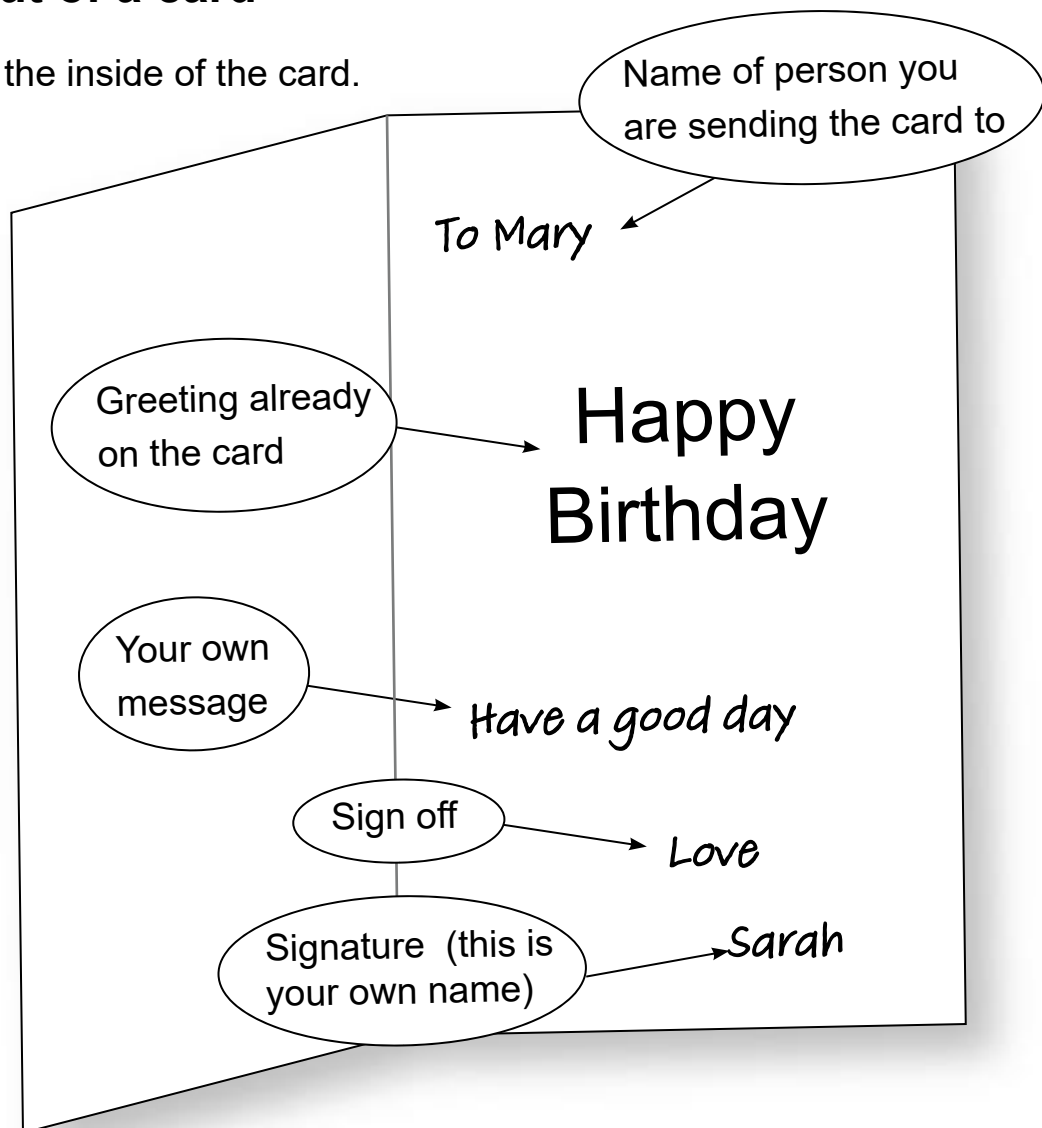 the inside of the card.
Name of person you
are sending the card to
To Mary
Greeting already
on the card
Happy
Birthday
Your own
message
Have a good day
Sign off
Love
Signature (this is
your own name)
Sarah